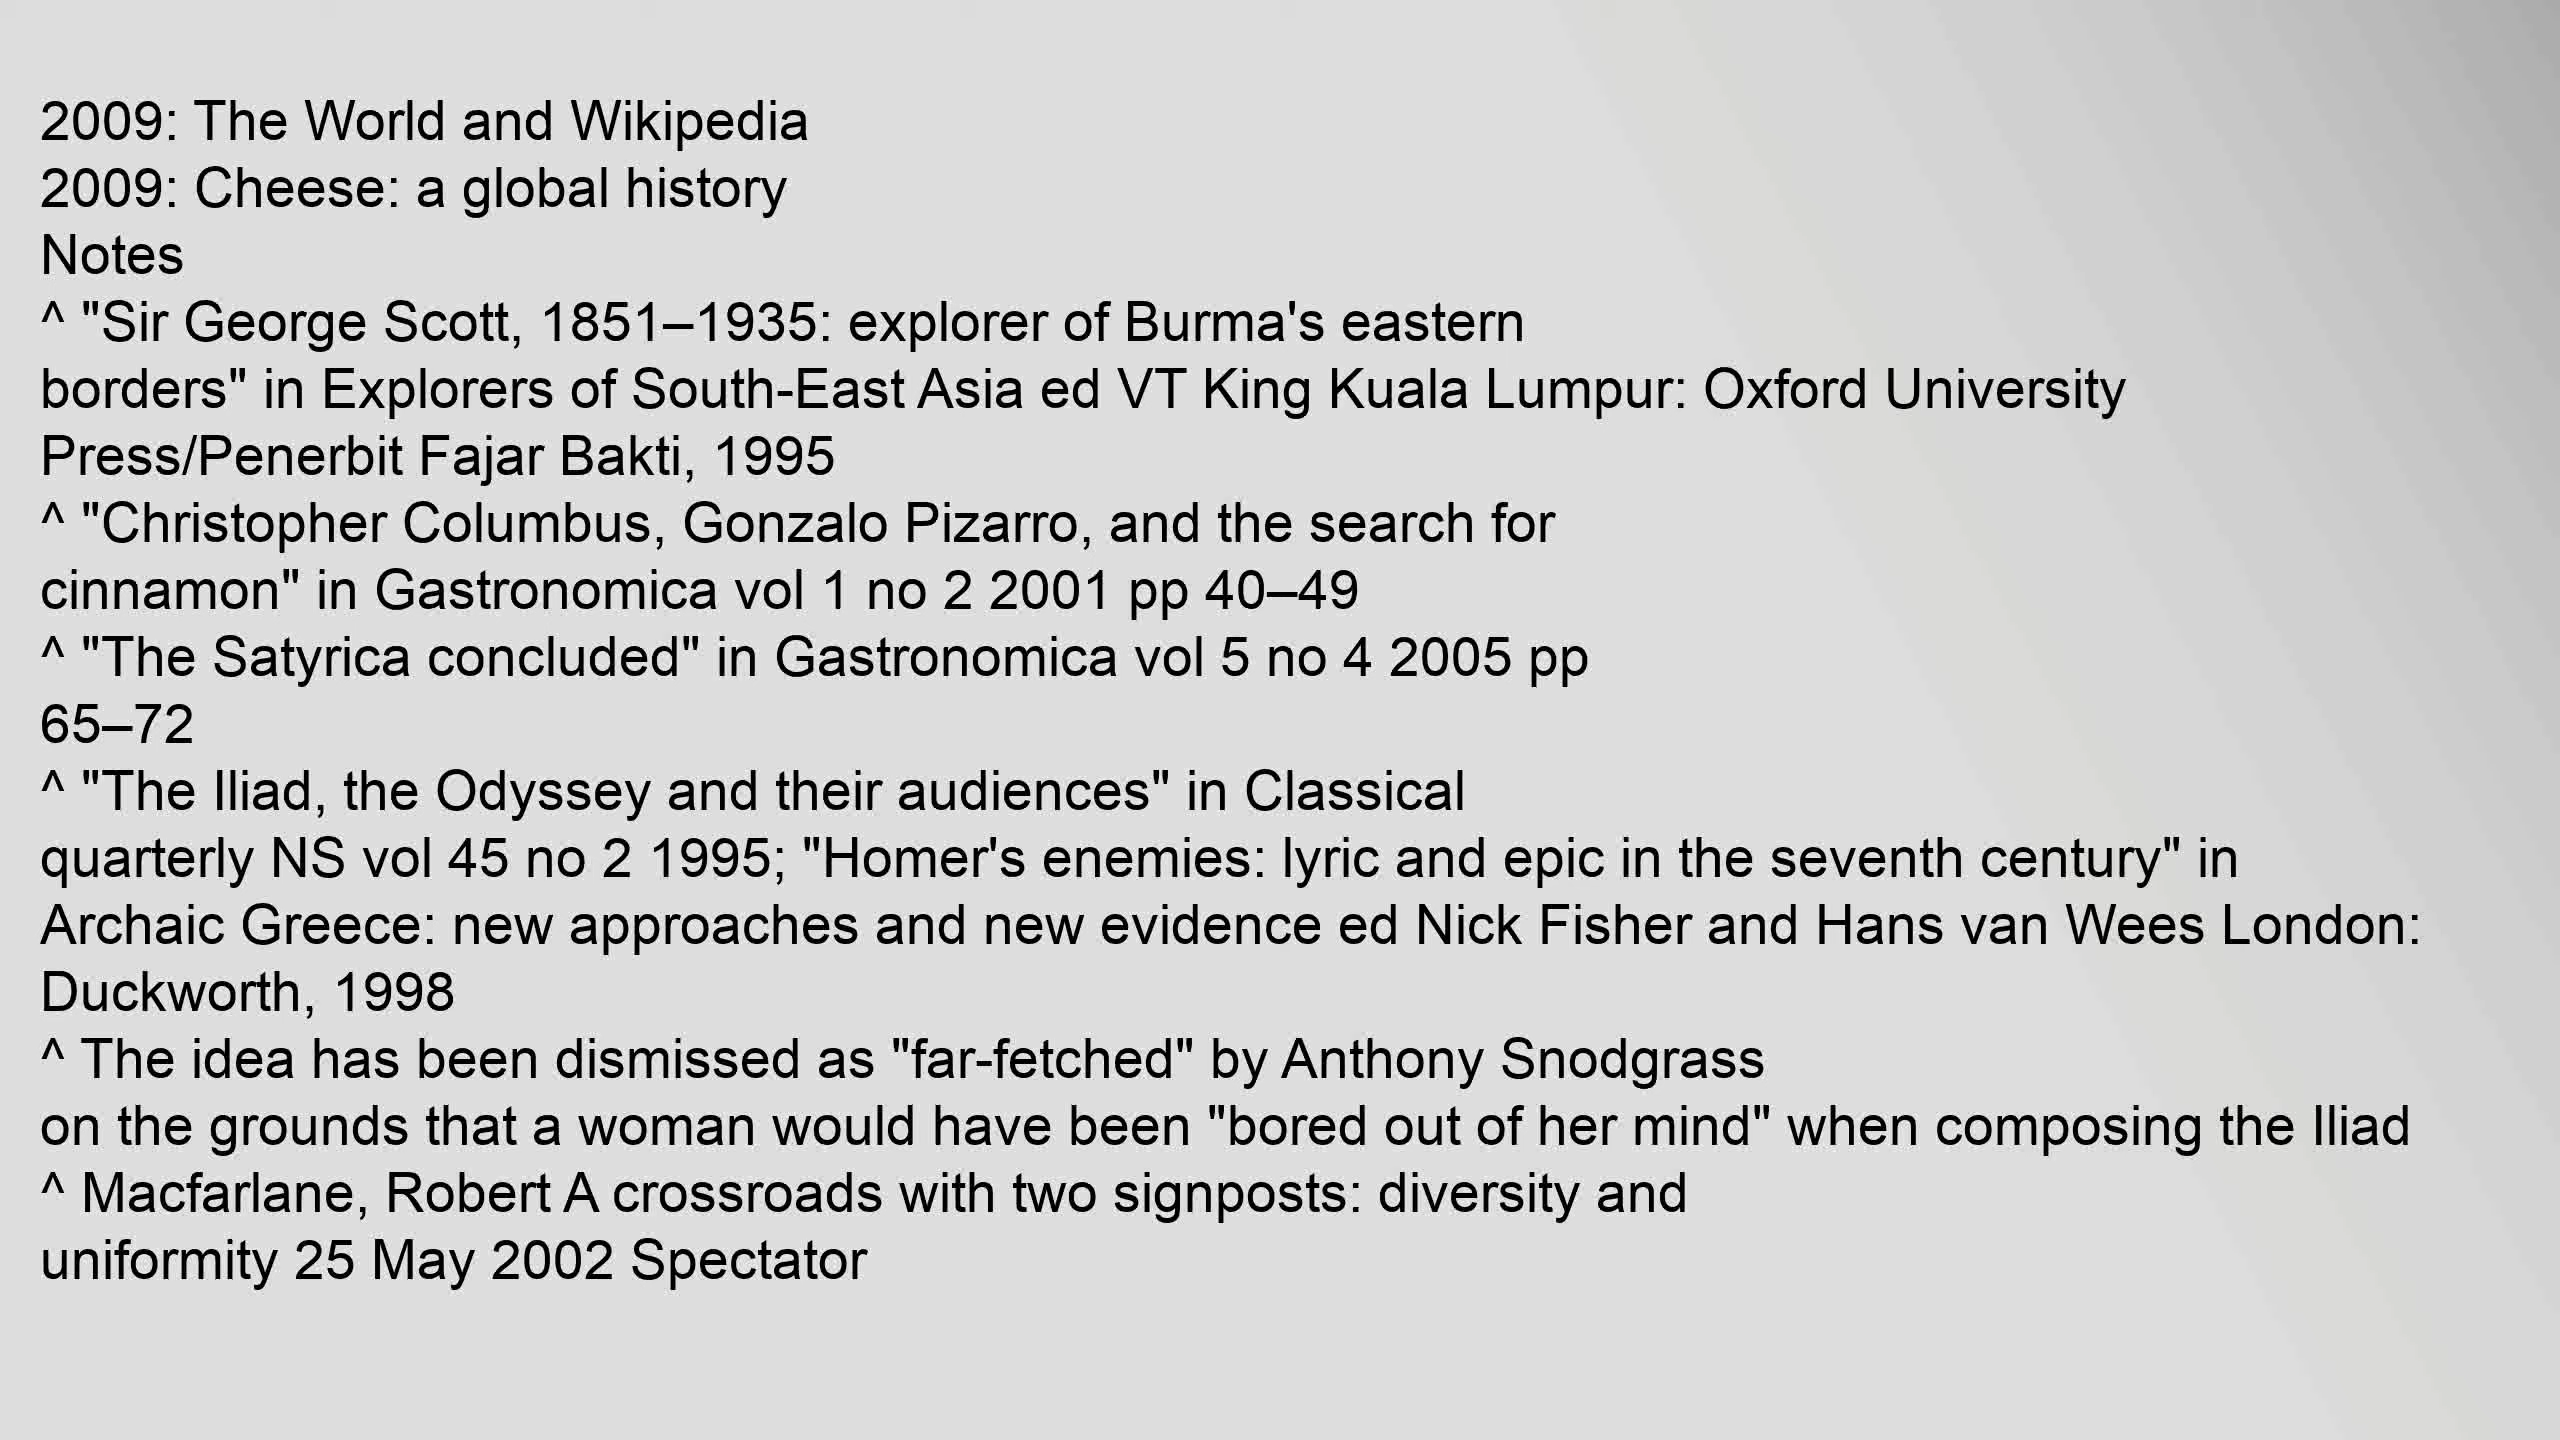 2009: The World and Wikipedia
2009: Cheese: a global history
Notes
^ "Sir George Scott, 1851–1935: explorer of Burma's eastern
borders" in Explorers of South-East Asia ed VT King Kuala Lumpur: Oxford University
Press/Penerbit Fajar Bakti, 1995
^ "Christopher Columbus, Gonzalo Pizarro, and the search for
cinnamon" in Gastronomica vol 1 no 2 2001 pp 40–49
^ "The Satyrica concluded" in Gastronomica vol 5 no 4 2005 pp
65–72
^ "The Iliad, the Odyssey and their audiences" in Classical
quarterly NS vol 45 no 2 1995; "Homer's enemies: lyric and epic in the seventh century" in
Archaic Greece: new approaches and new evidence ed Nick Fisher and Hans van Wees London:
Duckworth, 1998
^ The idea has been dismissed as "far-fetched" by Anthony Snodgrass
on the grounds that a woman would have been "bored out of her mind" when composing the Iliad
^ Macfarlane, Robert A crossroads with two signposts: diversity and
uniformity 25 May 2002 Spectator